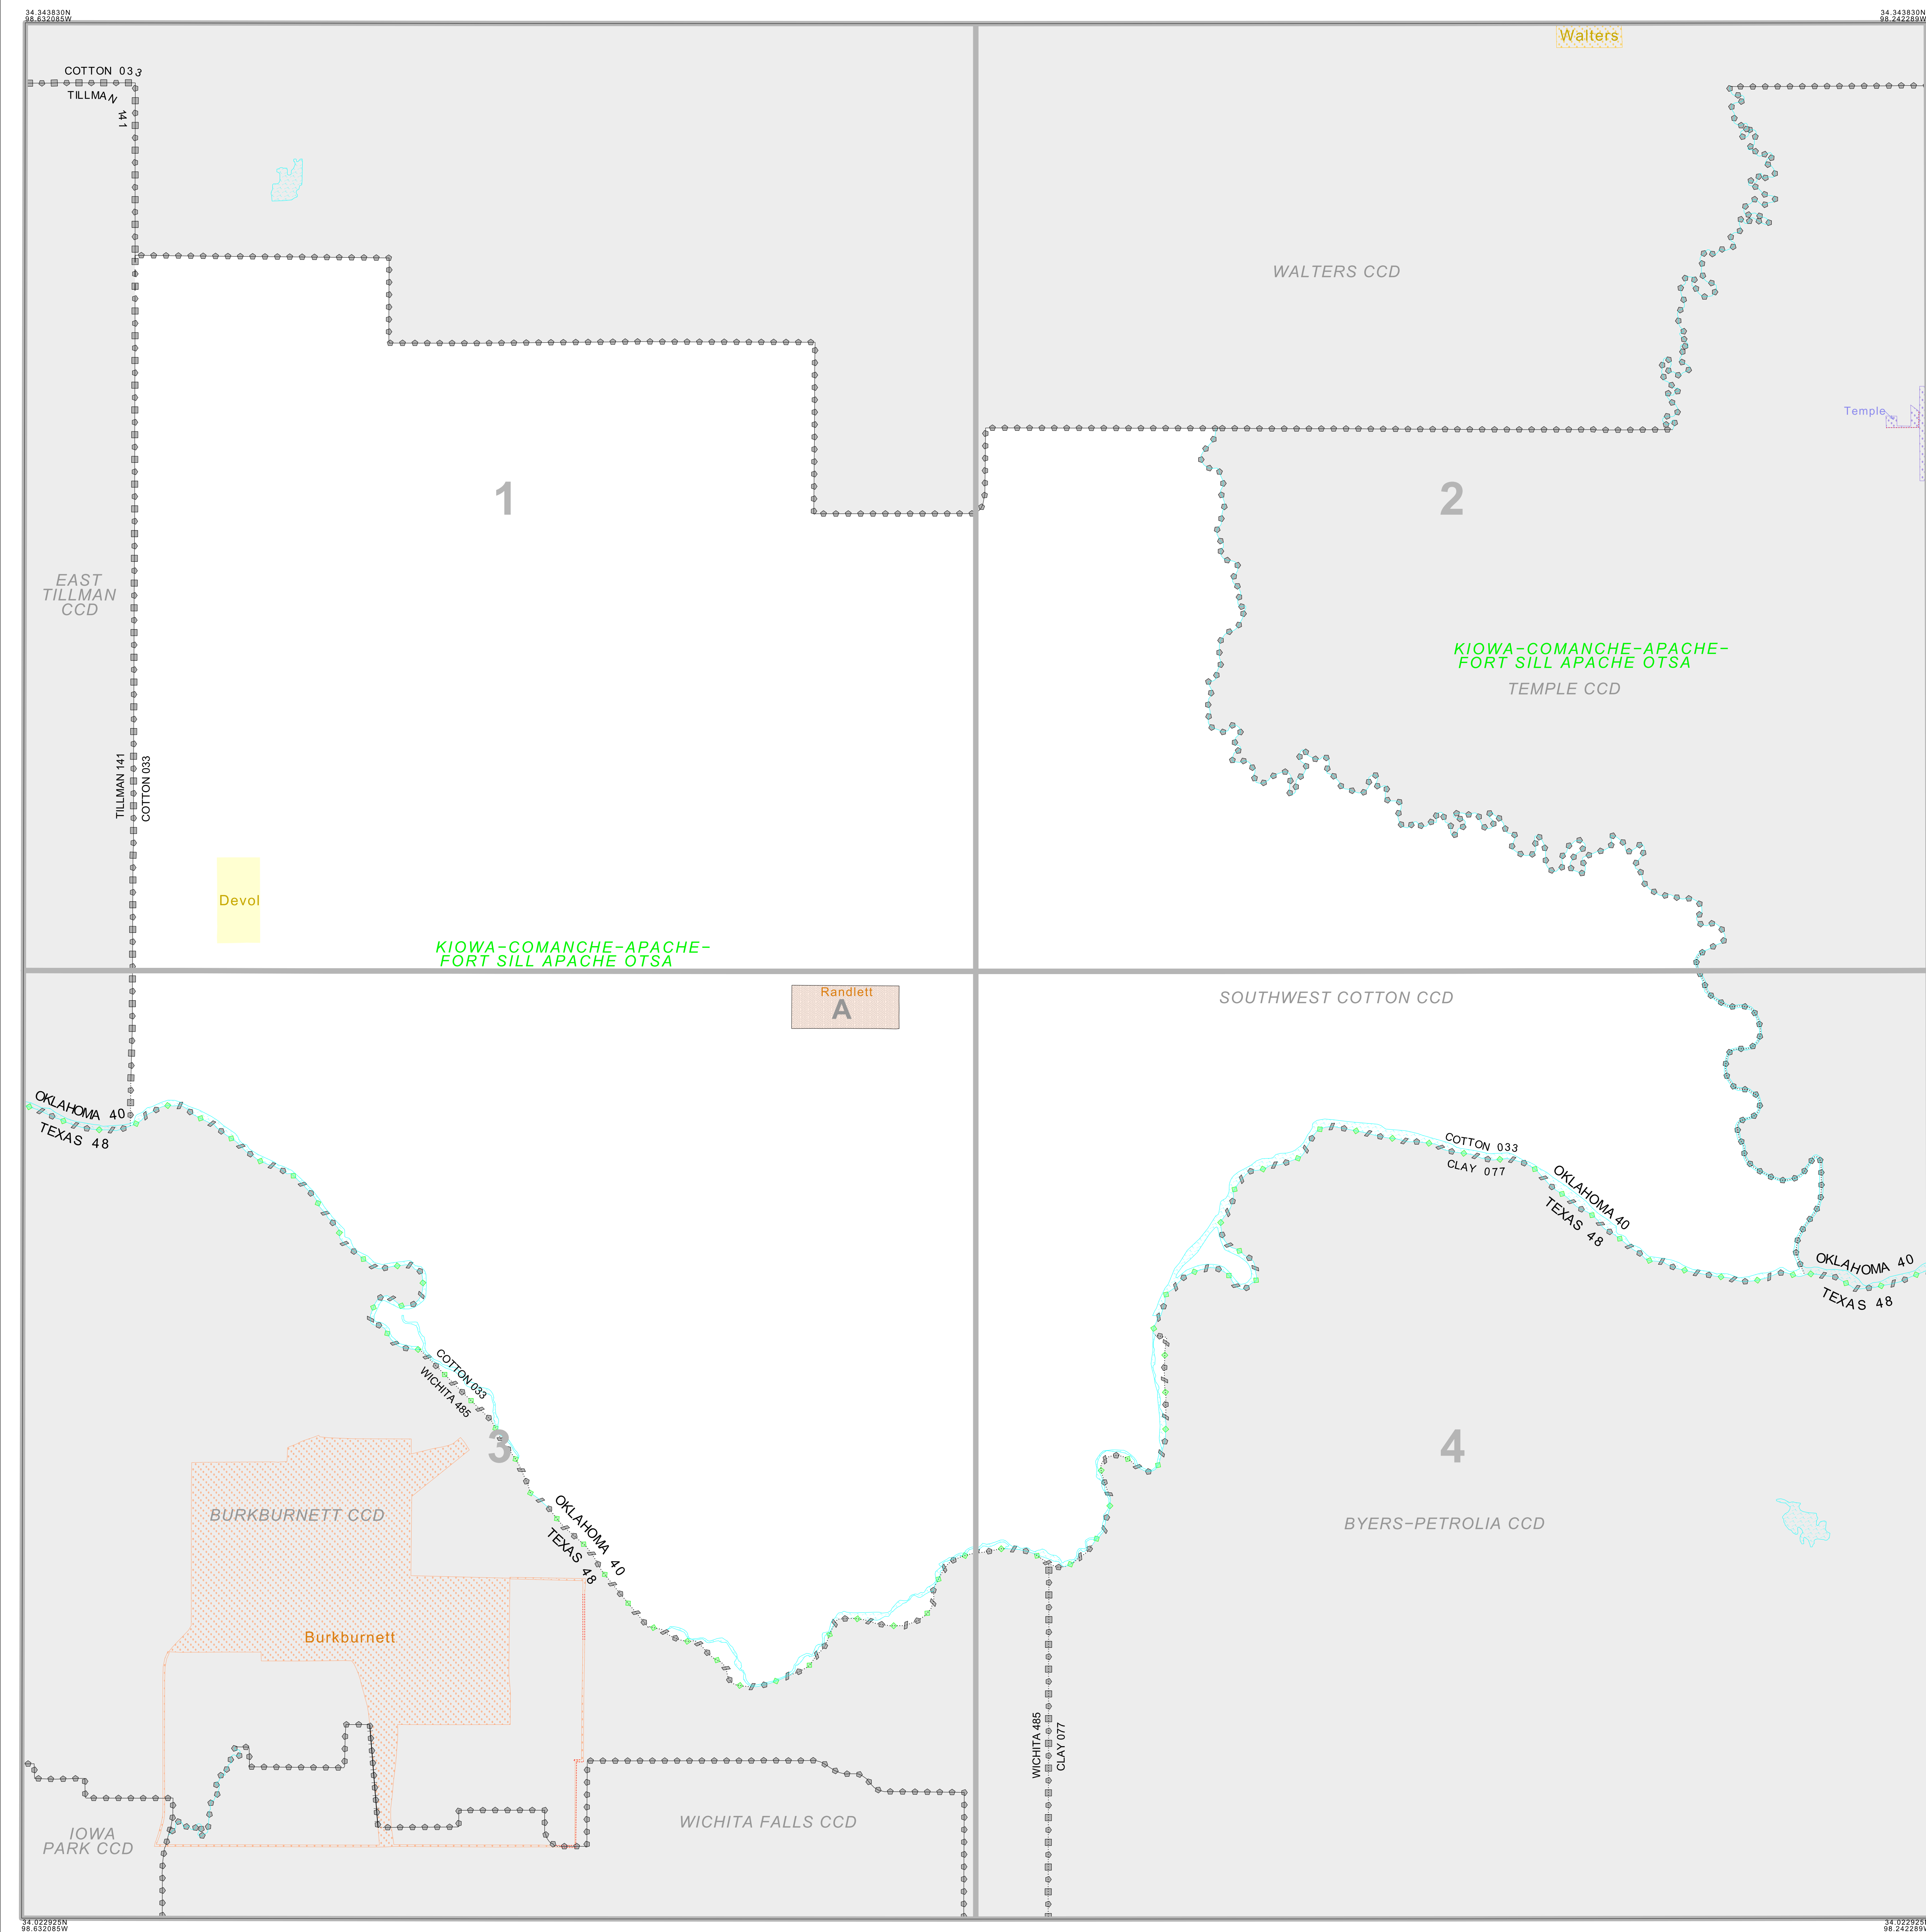 34.343830N
98.632085W
34.343830N
98.242289W
Walters
COTTON 033
TILLMAN 141
WALTERS CCD
Temple
1
2
EAST
TILLMAN
CCD
KIOWA-COMANCHE-APACHE-
FORT SILL APACHE OTSA
TEMPLE CCD
TILLMAN 141
COTTON 033
Devol
KIOWA-COMANCHE-APACHE-
FORT SILL APACHE OTSA
Randlett
A
SOUTHWEST COTTON CCD
OKLAHOMA 40
TEXAS 48
COTTON 033
CLAY 077
OKLAHOMA 40
TEXAS 48
OKLAHOMA 40
TEXAS 48
COTTON 033
WICHITA 485
3
4
BURKBURNETT CCD
OKLAHOMA 40
TEXAS 48
BYERS-PETROLIA CCD
Burkburnett
WICHITA 485
CLAY 077
IOWA
PARK CCD
WICHITA FALLS CCD
34.022925N
98.632085W
34.022925N
98.242289W